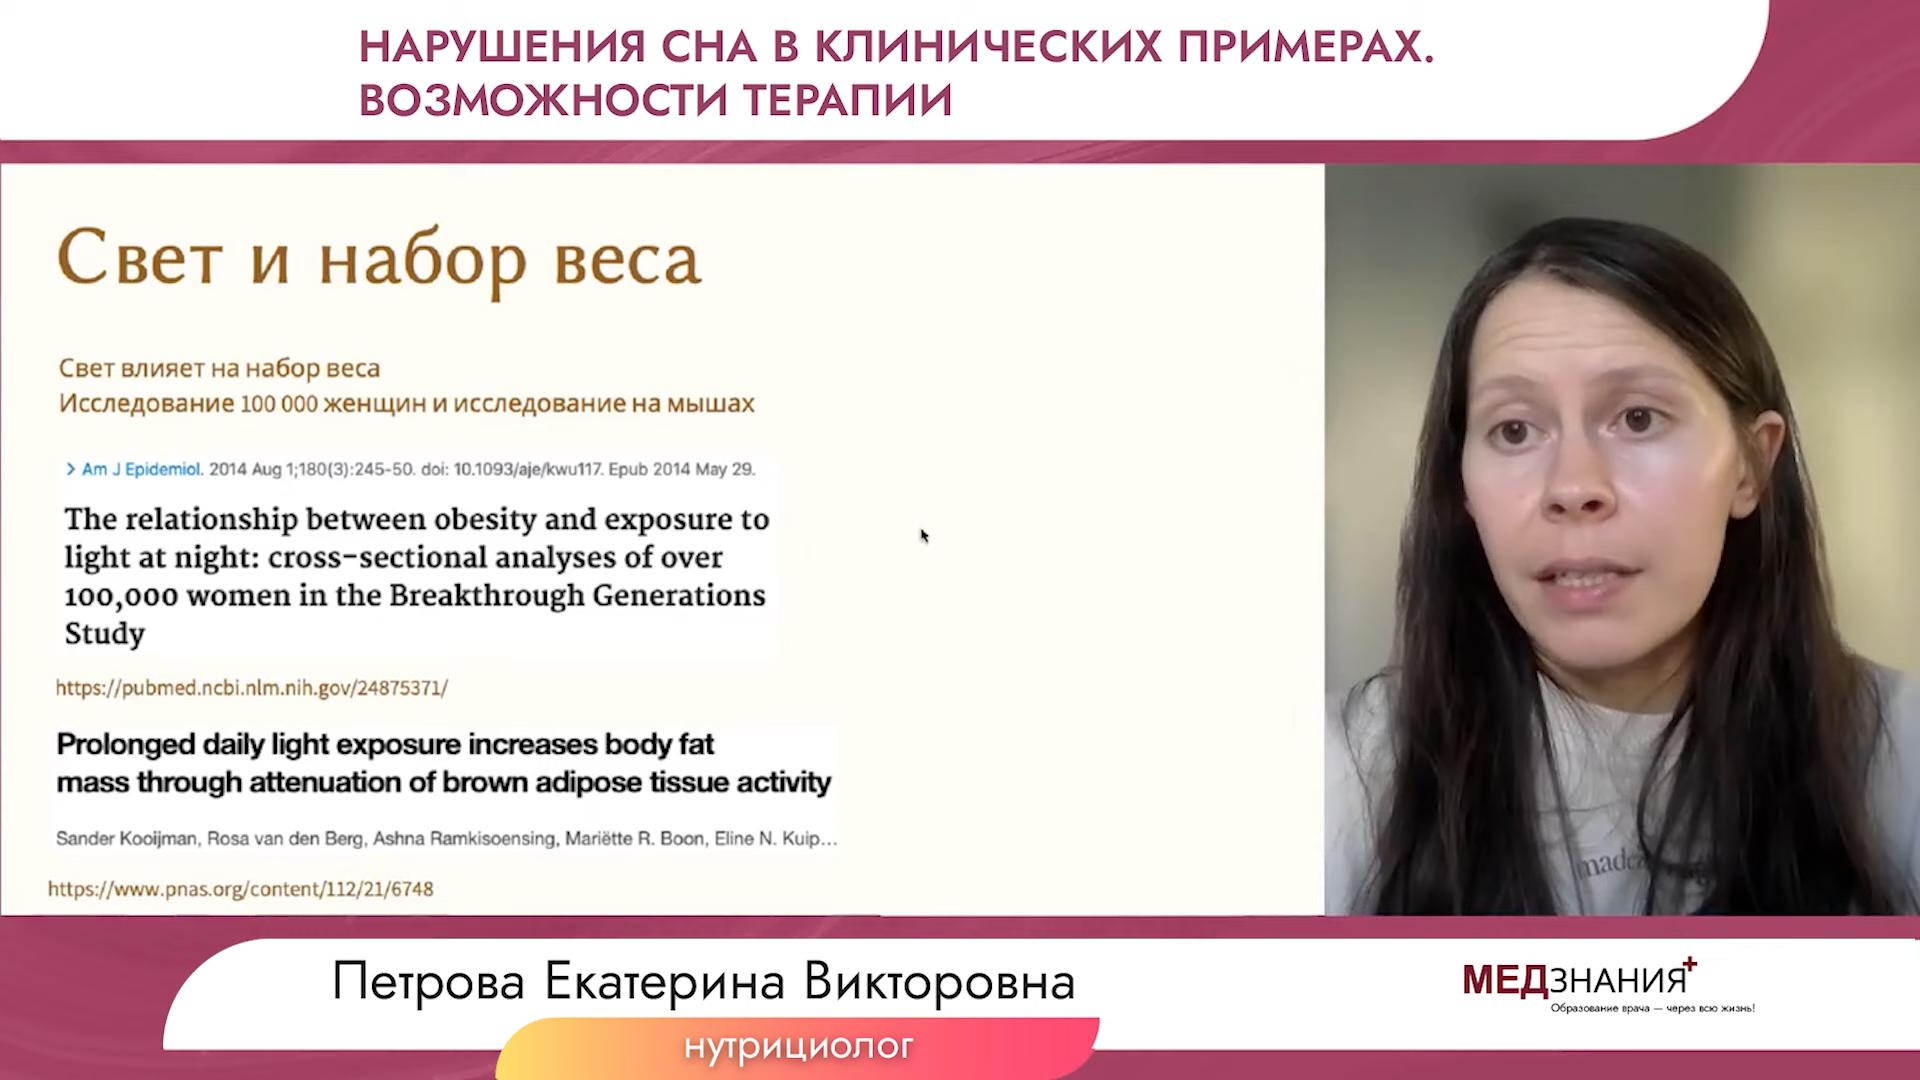 НАРУШЕНИЯ СНА В КЛИНИЧЕСКИХ ПРИМЕРАХ.
ВОЗМОЖНОСТИ ТЕРАПИИ
Свет и набор веса
Свет влияет на набор веса
Исследование 100 000 женщин и исследование на мышах
> Am J Epidemiol. 2014 Aug 1;180(3):245-50. doi: 10.1093/aje/kwu117. Epub 2014 May 29.
The relationship between obesity and exposure to
light at night: cross-sectional analyses of over
100,000 women in the Breakthrough Generations
Study
https://pubmed.ncbi.nlm.nih.gov/24875371/
Prolonged daily light exposure increases body fat
mass through attenuation of brown adipose tissue activity
Sander Kooijman, Rosa van den Berg, Ashna Ramkisoensing, Mariëtte R. Boon, Eline N. Kuip...
https://www.pnas.org/content/112/21/6748
made
Петрова Екатерина Викторовна
нутрициолог
МЕДЗНАНИЯ+
Образование врача — через всю жизнь!